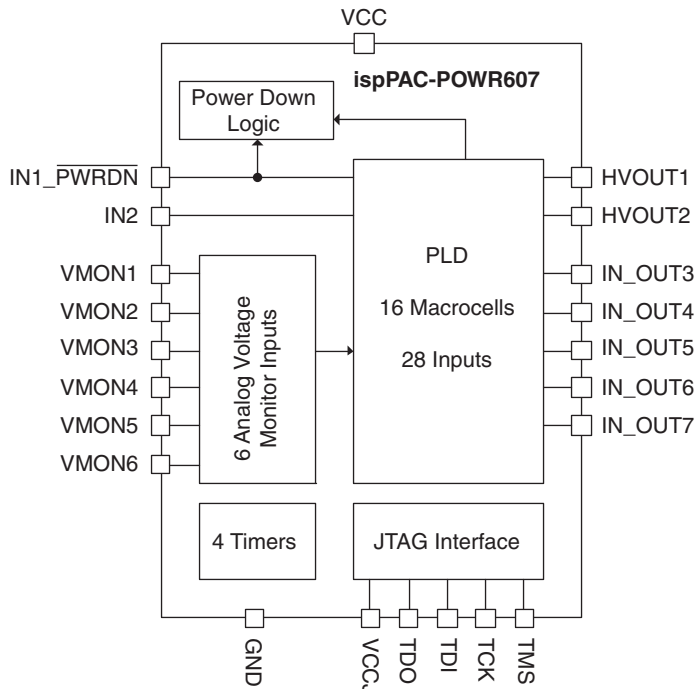 VCC
ispPAC-POWR607
Power Down
Logic
IN1_PWRDN
IN2
VMON1
VMON2
VMON3
VMON4
VMON5
VMON6
6 Analog Voltage
Monitor Inputs
PLD
16 Macrocells
28 Inputs
HVOUT1
HVOUT2
IN_OUT3
IN_OUT4
IN_OUT5
IN_OUT6
IN_OUT7
4 Timers
JTAG Interface
GND
TDO
TDI
TCK
TMS